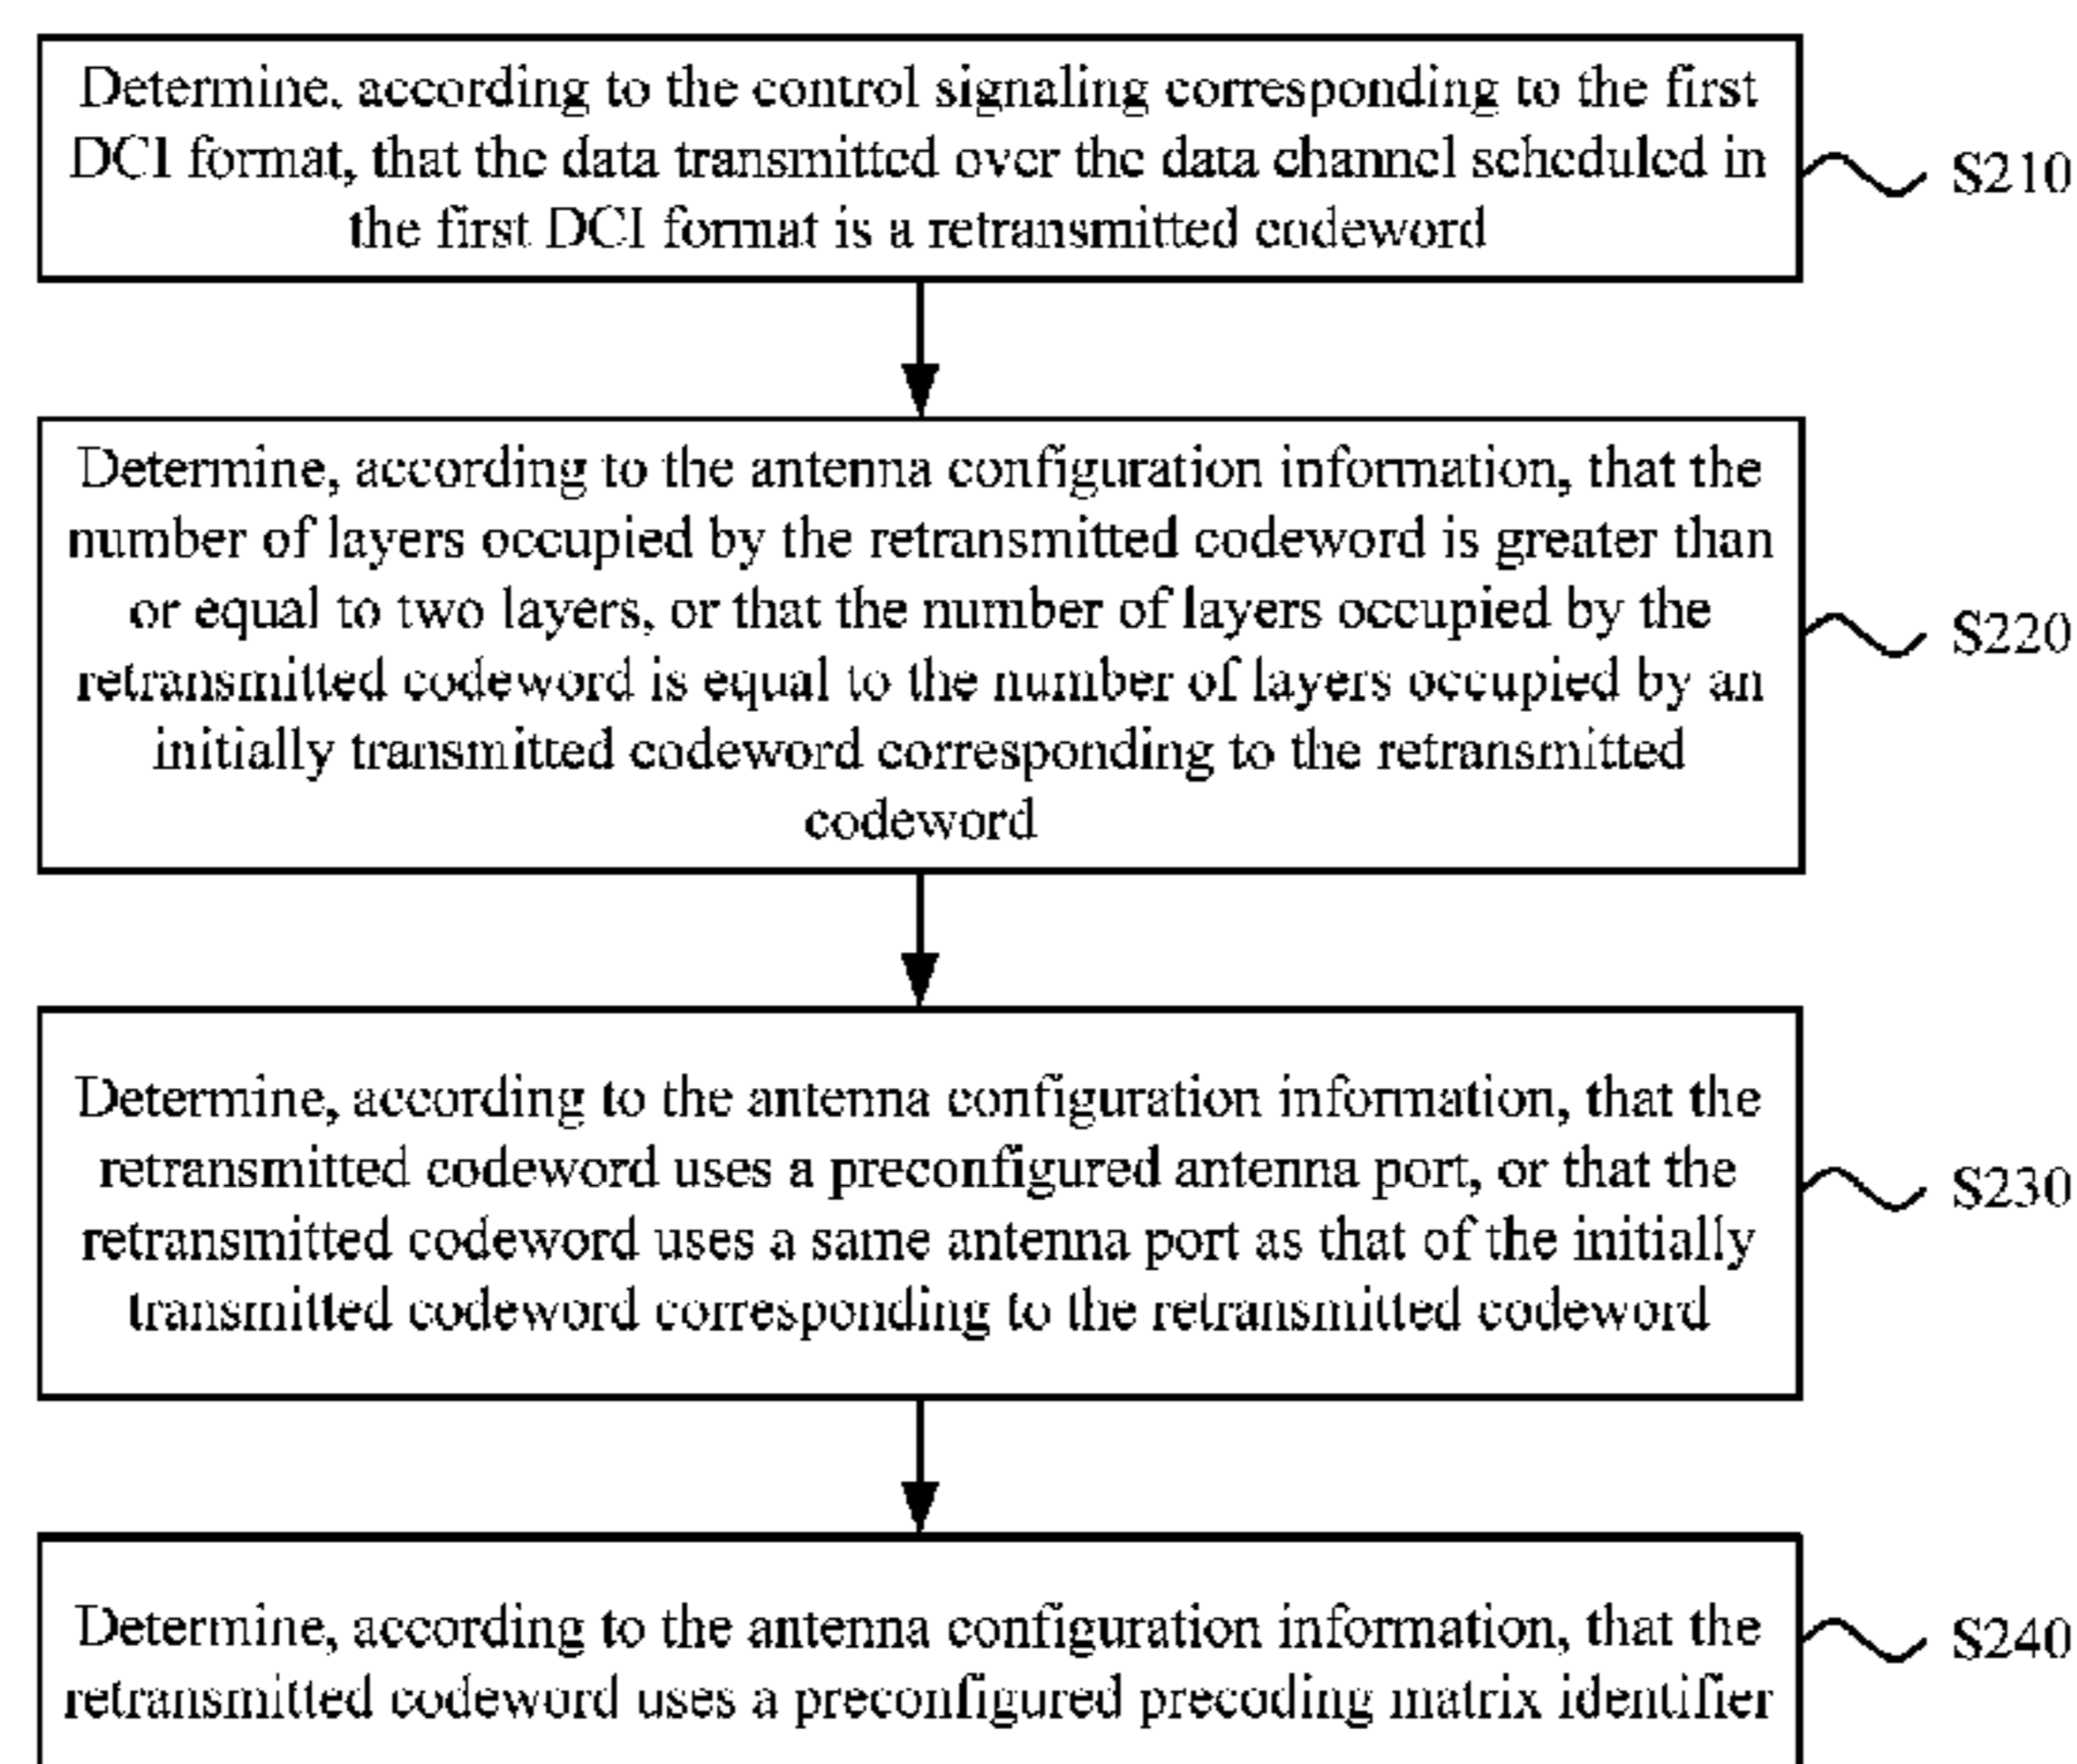 Determine, according to the control signaling corresponding to the first
DCI format, that the data transmitted over the data channel scheduled in
the first DCI format is a retransmitted codeword
S210
Determine, according to the antenna configuration information, that the
number of layers occupied by the retransmitted codeword is greater than
or equal to two layers, or that the number of layers occupied by the
retransmitted codeword is equal to the number of layers occupied by an
initially transmitted codeword corresponding to the retransmitted
codeword
S220
Determine, according to the antenna configuration information, that the
retransmitted codeword uses a preconfigured antenna port, or that the
retransmitted codeword uses a same antenna port as that of the initially
transmitted codeword corresponding to the retransmitted codeword
S230
Determine, according to the antenna configuration information, that the
retransmitted codeword uses a preconfigured precoding matrix identifier
S240